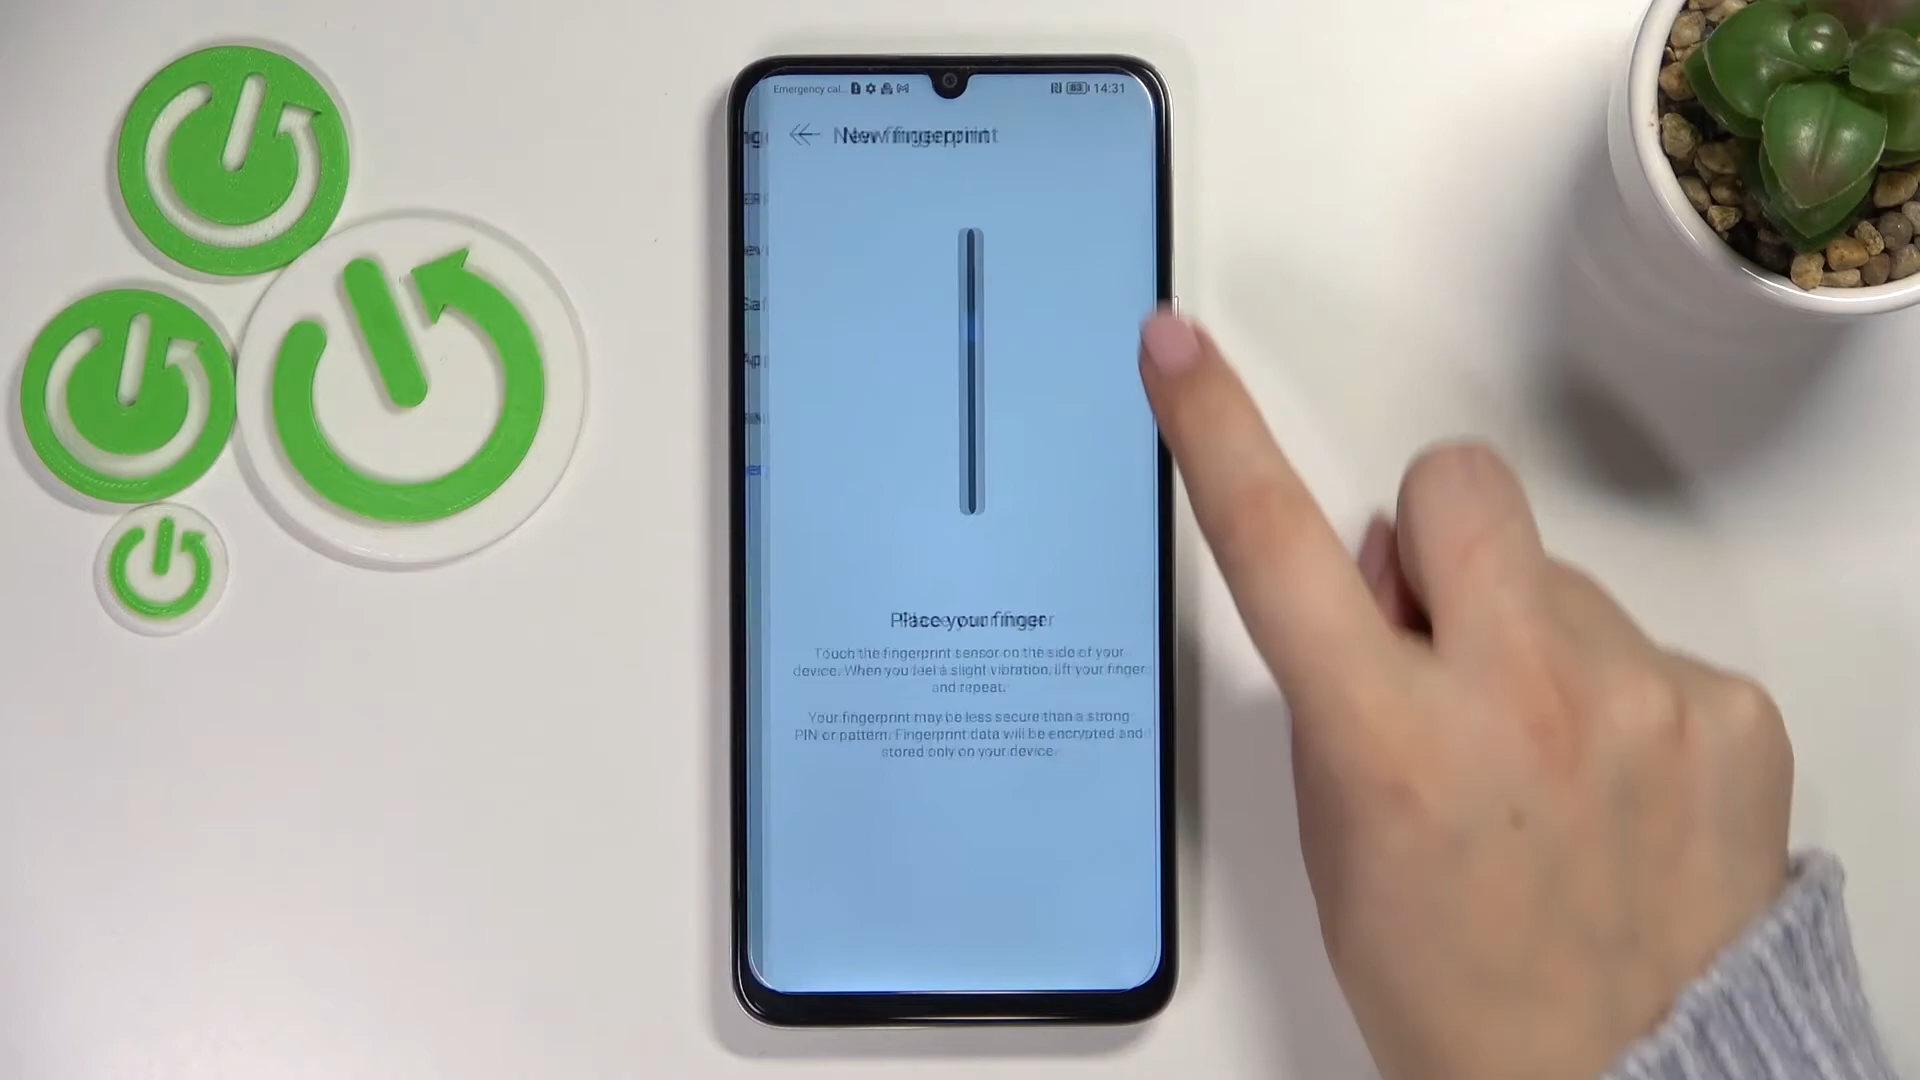 Emergency cal... 83 14:31
New fingerprint
Place your finger
Touch the fingerprint sensor on the side of your
device. When you feel a slight vibration, lift your finger
and repeat.
Your fingerprint may be less secure than a strong
PIN or pattern. Fingerprint data will be encrypted and
stored only on your device.